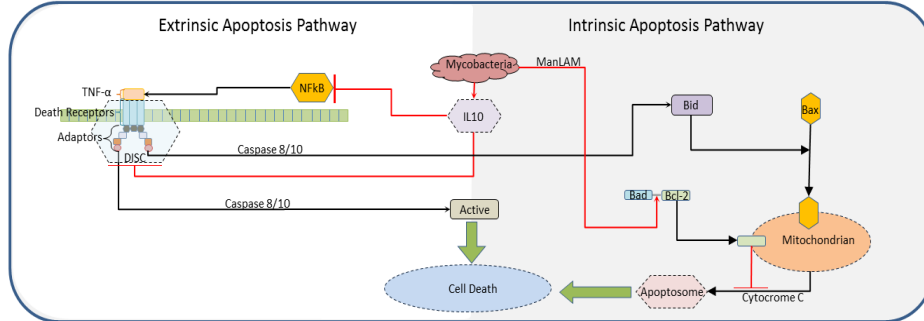 Extrinsic Apoptosis Pathway
Intrinsic Apoptosis Pathway
Mycobacteria
ManLAM
TNF-α
NFkB
Death Receptors
IL10
Bid
Bax
Adaptors
DISC
Caspase 8/10
Caspase 8/10
Active
Bad
Bcl-2
Mitochondrian
Cell Death
Apoptosome
Cytocrome C